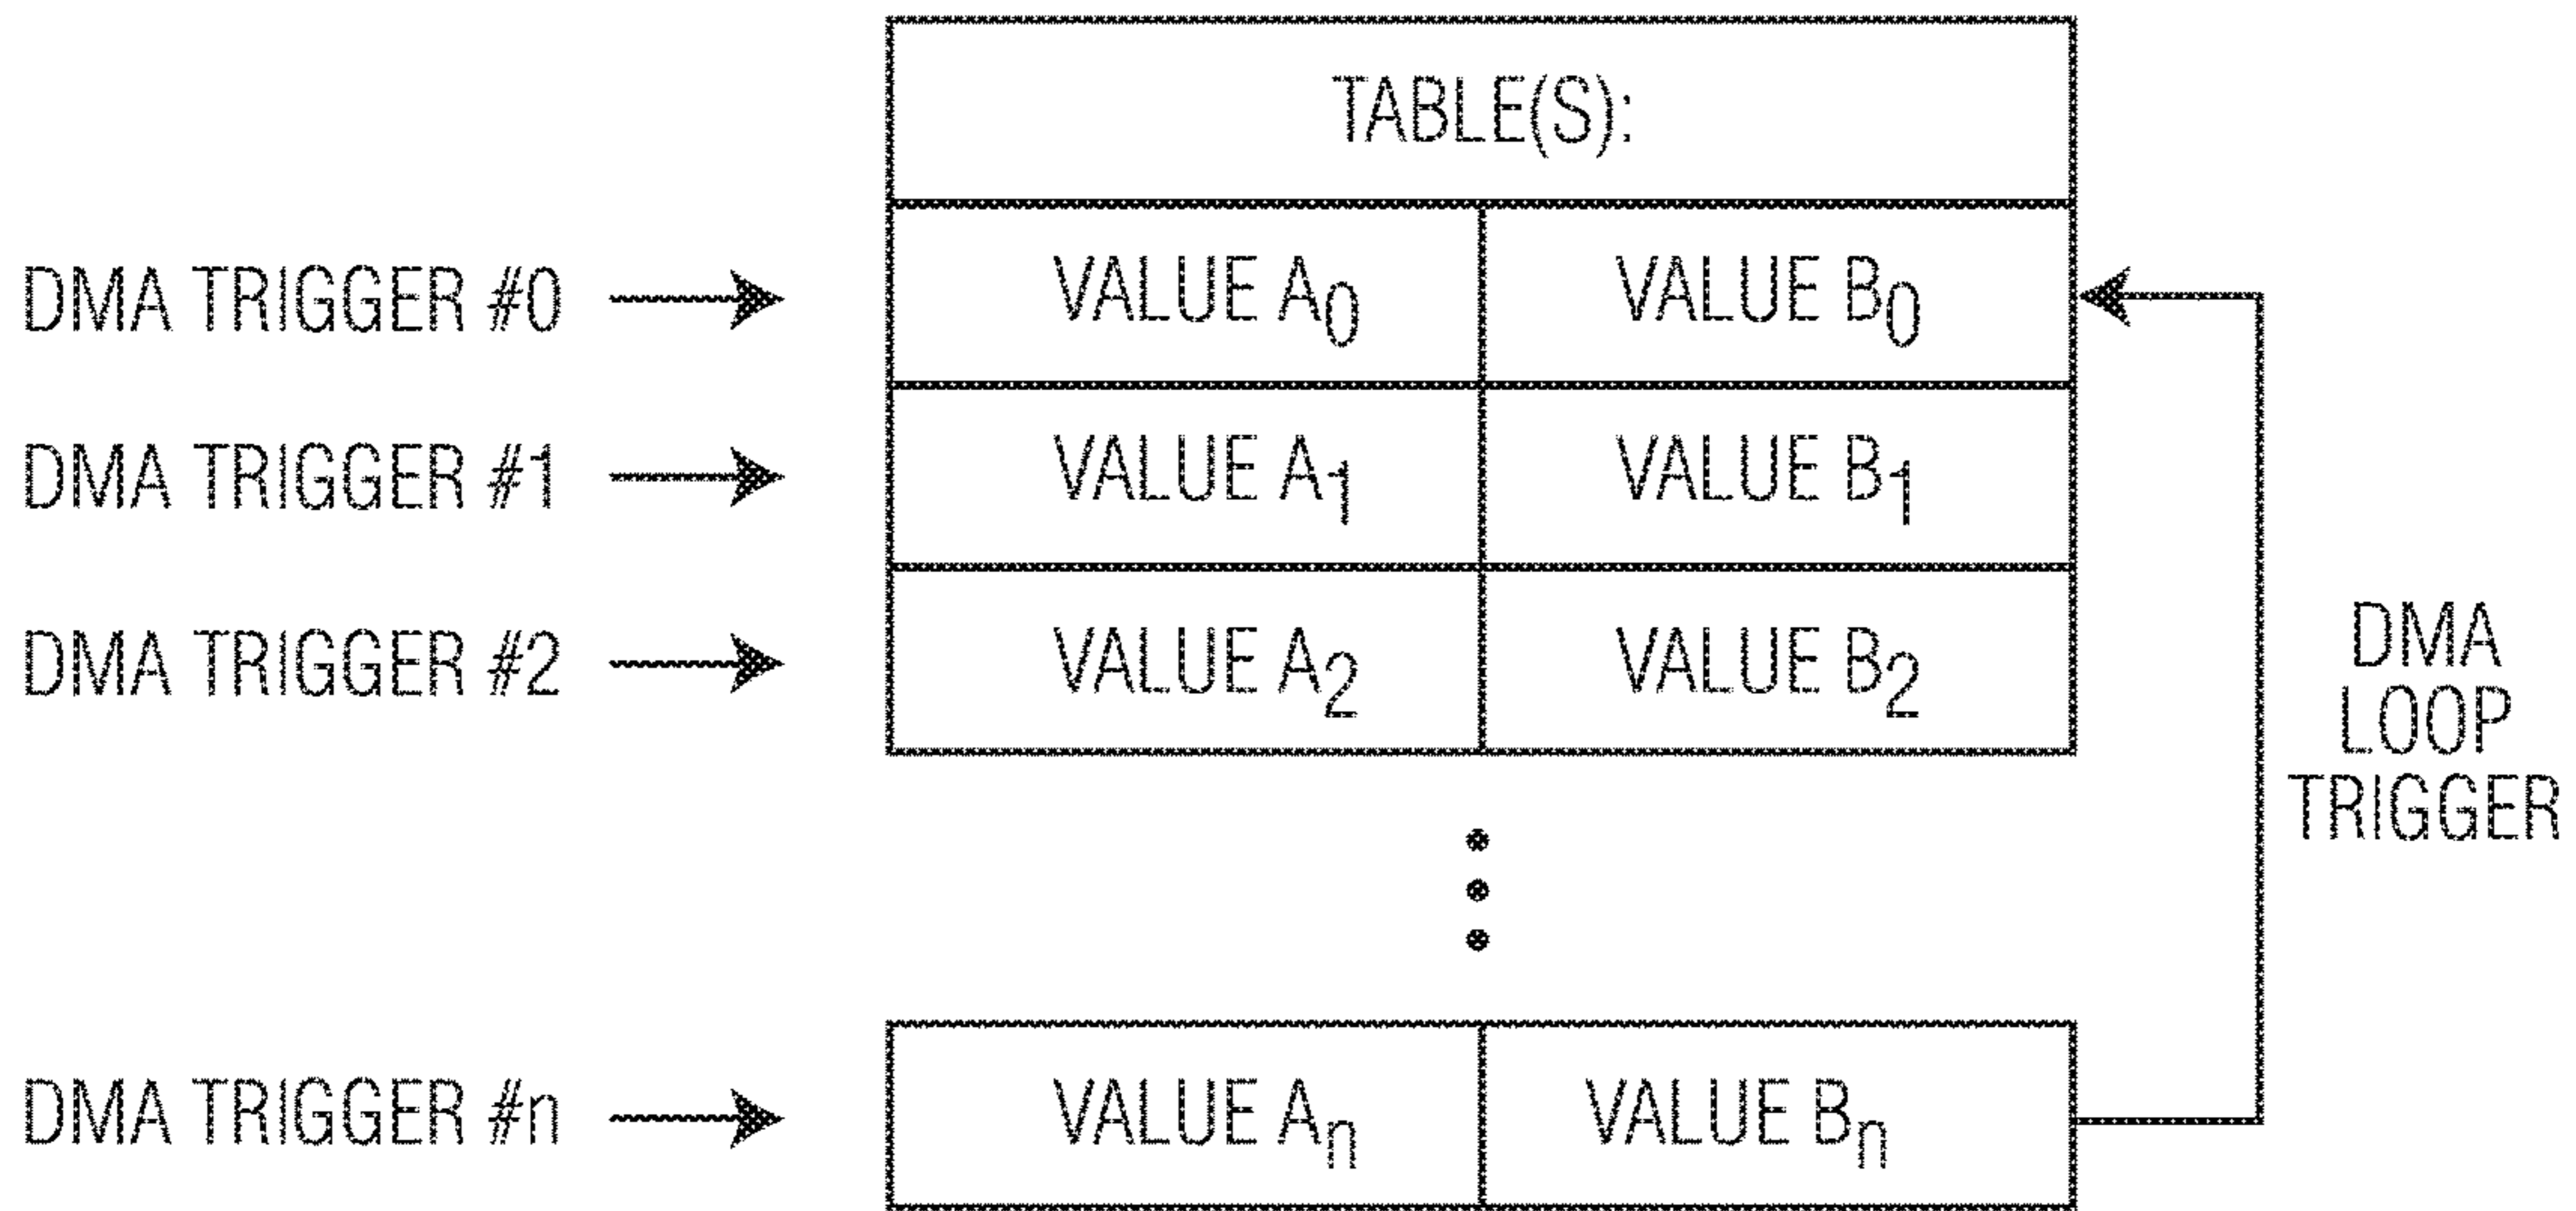 TABLE(S):
DMA TRIGGER #0 VALUE A0 VALUE B0
DMA TRIGGER #1 VALUE A1 VALUE B1
DMA TRIGGER #2 VALUE A2 VALUE B2
DMA
LOOP
TRIGGER
DMA TRIGGER #n VALUE An VALUE Bn